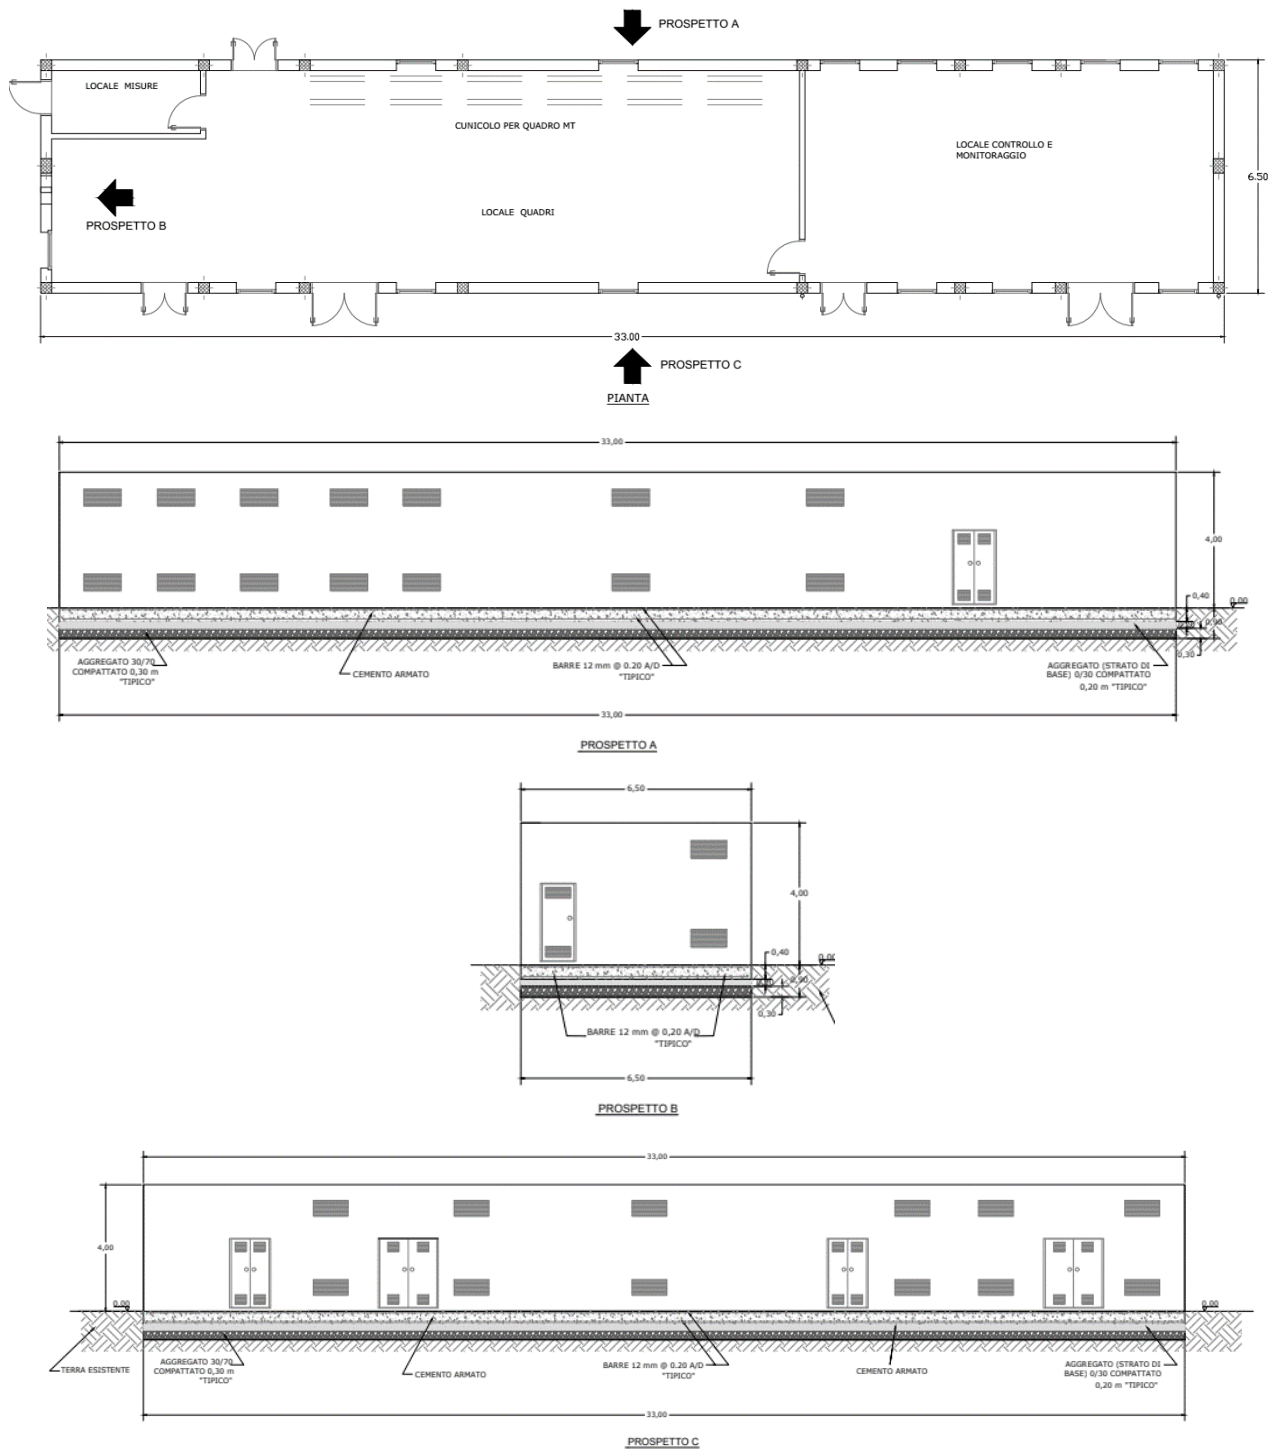 PROSPETTO A
LOCALE MISURE
CUNICOLO PER QUADRO MT
LOCALE CONTROLLO E
MONITORAGGIO
6.50
PROSPETTO B
LOCALE QUADRI
33.00
PROSPETTO C
PIANTA
33,00
4,00
0,40
0.00
0,90
0,30
AGGREGATO 30/70
COMPATTATO 0,30 m
"TIPICO"
CEMENTO ARMATO
BARRE 12 mm @ 0.20 A/D
"TIPICO"
AGGREGATO (STRATO DI
BASE) 0/30 COMPATTATO
0,20 m "TIPICO"
33,00
PROSPETTO A
6,50
4,00
0,40
0.00
0,90
0,30
BARRE 12 mm @ 0,20 A/D
"TIPICO"
6,50
PROSPETTO B
33,00
4,00
0.00
0.00
TERRA ESISTENTE
AGGREGATO 30/70
COMPATTATO 0,30 m
"TIPICO"
CEMENTO ARMATO
BARRE 12 mm @ 0.20 A/D
"TIPICO"
CEMENTO ARMATO
AGGREGATO (STRATO DI
BASE) 0/30 COMPATTATO
0,20 m "TIPICO"
33,00
PROSPETTO C